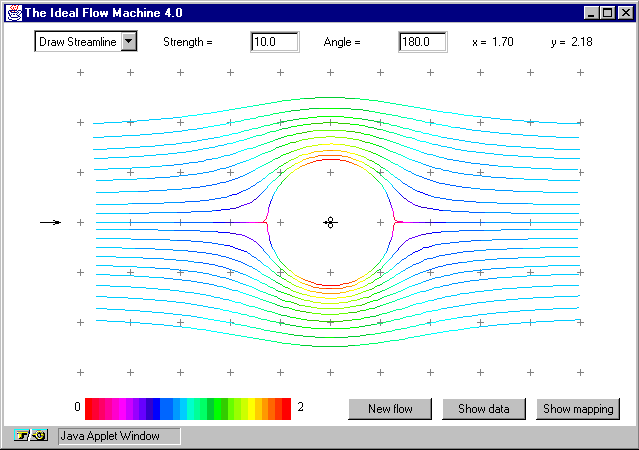 The Ideal Flow Machine 4.0
Draw Streamline Strength = 10.0 Angle = 180.0 x = 1.70 y = 2.18
0 2 New flow Show data Show mapping
Java Applet Window